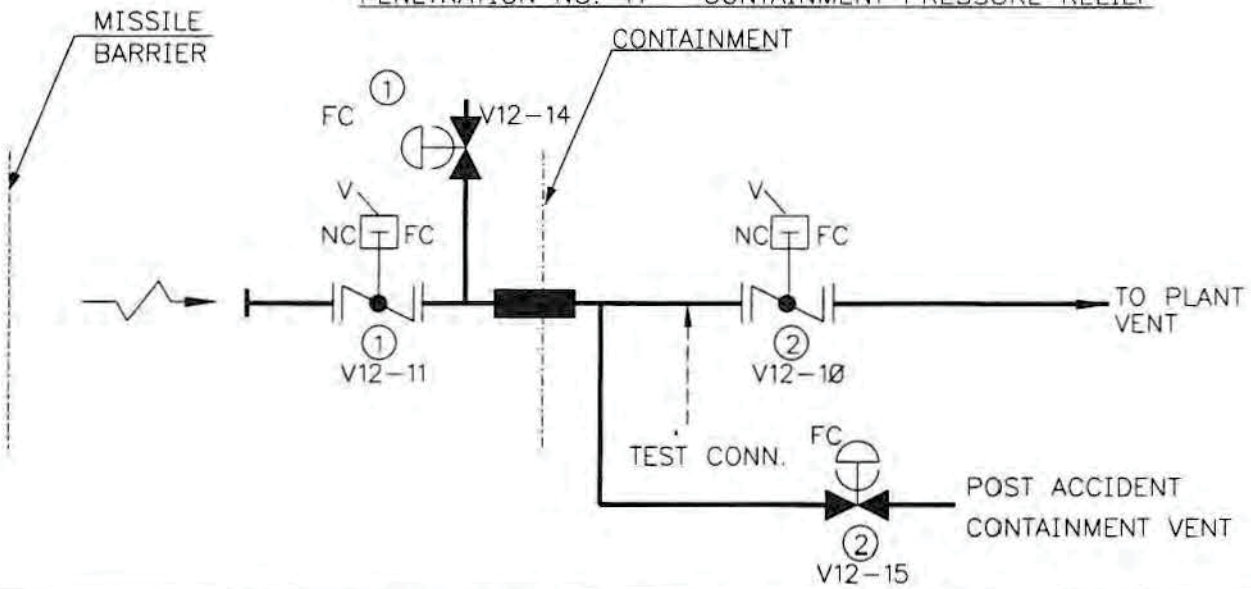 MISSILE
BARRIER
CONTAINMENT
FC
①
V12-14
V
NC
FC
V
NC
FC
TO PLANT
VENT
①
V12-11
②
V12-10
TEST CONN.
FC
POST ACCIDENT
CONTAINMENT VENT
②
V12-15